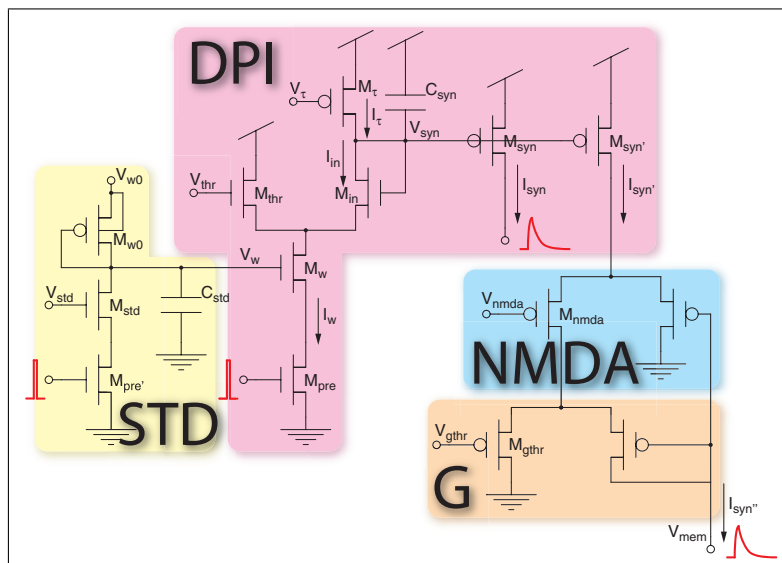 DPI
Vτ
Mτ
Csyn
Iτ
Vsyn
Msyn
Msyn'
Iin
Vthr
Mthr
Min
Isyn
Isyn'
Vw0
Mw0
Vw
Mw
Vstd
Mstd
Cstd
Iw
Vnmda
Mnmda
NMDA
Mpre'
Mpre
STD
Vgthr
Mgthr
G
Isyn''
Vmem